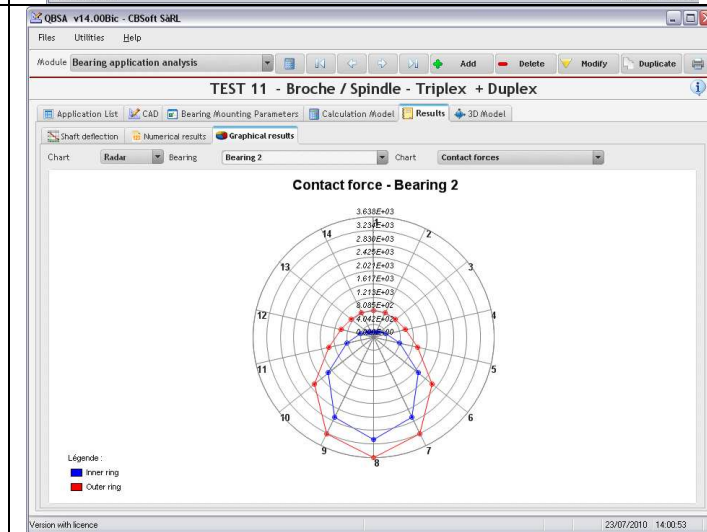 QBSA v14.00Bic - CBSoft SàRL
Files Utilities Help
Module Bearing application analysis Add Delete Modify Duplicate
TEST 11 - Broche / Spindle - Triplex + Duplex
Application List CAD Bearing Mounting Parameters Calculation Model Results 3D Model
Shaft deflection Numerical results Graphical results
Chart Radar Bearing Bearing 2 Chart Contact forces
Contact force - Bearing 2
3.638E+03
3.234E+03
1
2.830E+03
14
2
2.425E+03
2.021E+03
13
3
1.617E+03
1.213E+03
8.085E+02
12
4
4.042E+02
0.000E+00
11
5
10
6
9
7
8
Légende :
Inner ring
Outer ring
Version with licence 23/07/2010 14:00:53